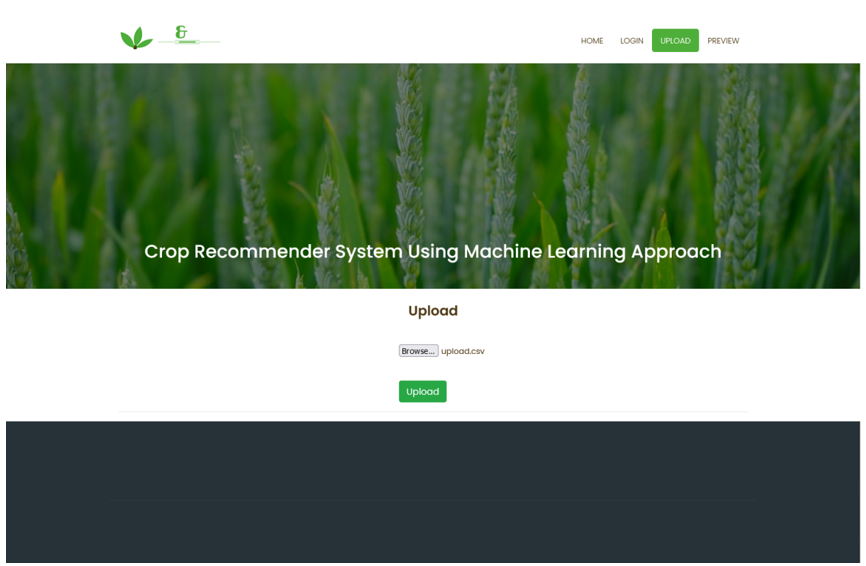 &
HOME LOGIN UPLOAD PREVIEW
Crop Recommender System Using Machine Learning Approach
Upload
Browse... upload.csv
Upload